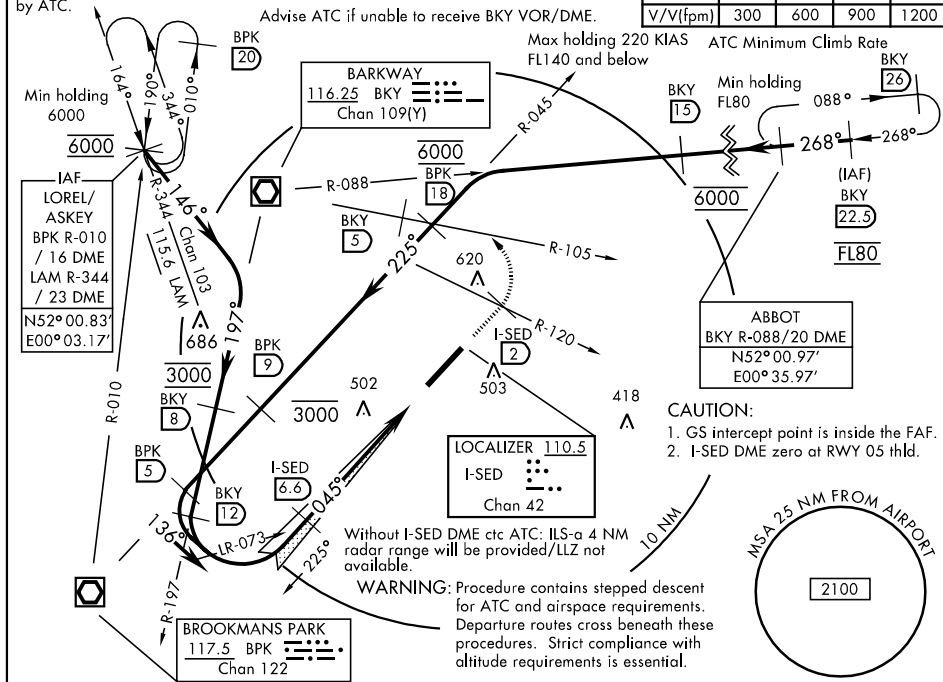 by ATC.
Advise ATC if unable to receive BKY VOR/DME.
V/V(fpm) 300 600 900 1200
ATC Minimum Climb Rate
Max holding 220 KIAS
FL140 and below
BPK
20
164°
190°
344°
010°
Min holding
6000
6000
IAF
LOREL/
ASKEY
BPK R-010
/ 16 DME
LAM R-344
/ 23 DME
N52° 00.83'
E00° 03.17'
146°
R-344
Chan 103
115.6 LAM
BARKWAY
116.25 BKY
Chan 109(Y)
R-045
R-088
6000
BPK
18
BKY
5
R-105
225°
BKY
15
Min holding
FL80
088°
BKY
26
268°
268°
(IAF)
BKY
22.5
FL80
6000
620
R-120
I-SED
2
503
ABBOT
BKY R-088/20 DME
N52° 00.97'
E00° 35.97'
197°
686
3000
BPK
9
BKY
8
3000
502
418
R-010
BPK
5
BKY
12
I-SED
6.6
045°
LOCALIZER 110.5
I-SED
Chan 42
CAUTION:
1. GS intercept point is inside the FAF.
2. I-SED DME zero at RWY 05 thld.
136°
LR-073
225°
R-197
Without I-SED DME ctc ATC: ILS-a 4 NM
radar range will be provided/LLZ not
available.
10 NM
WARNING: Procedure contains stepped descent
for ATC and airspace requirements.
Departure routes cross beneath these
procedures. Strict compliance with
altitude requirements is essential.
BROOKMANS PARK
117.5 BPK
Chan 122
MSA 25 NM FROM AIRPORT
2100